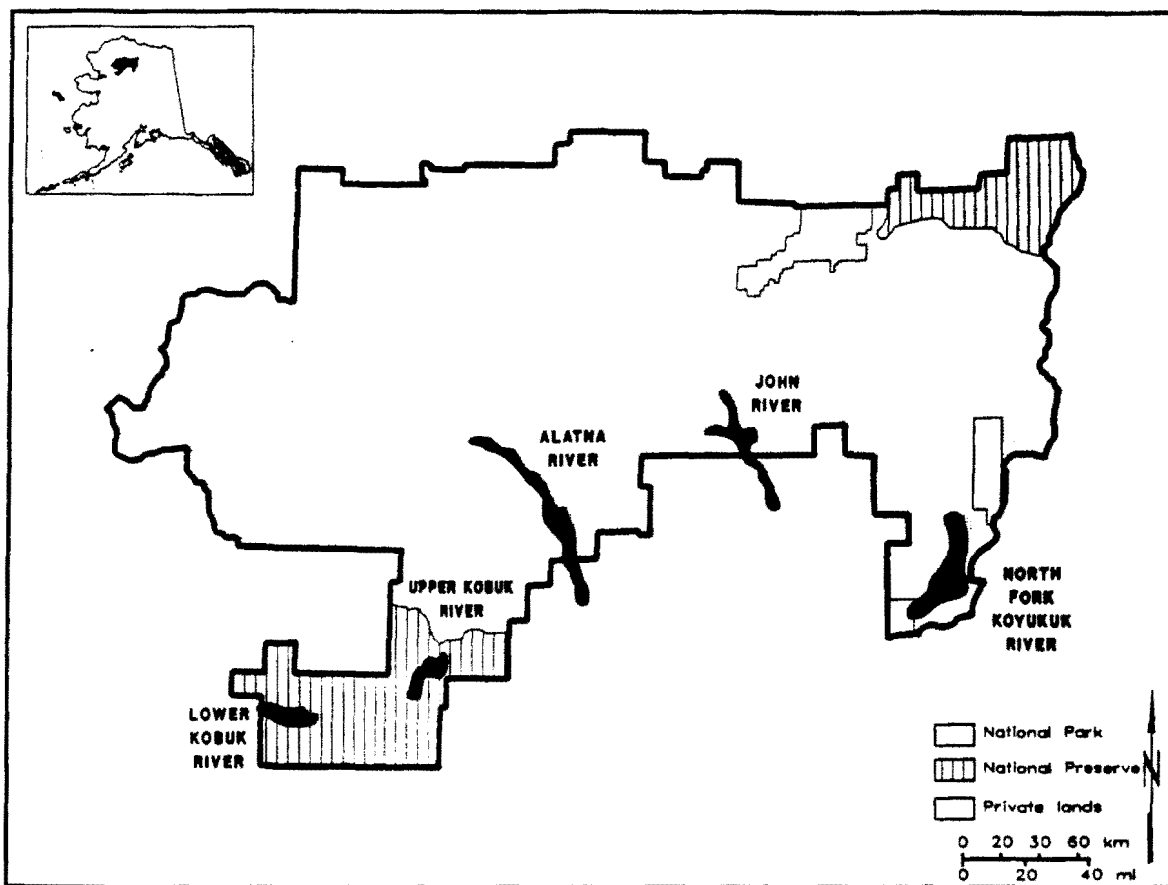 JOHN
RIVER
ALATNA
RIVER
UPPER KOBUK
RIVER
NORTH
FORK
KOYUKUK
RIVER
LOWER
KOBUK
RIVER
National Park
National Preserve
Private lands
N
0 20 30 60 km
0 20 40 mi